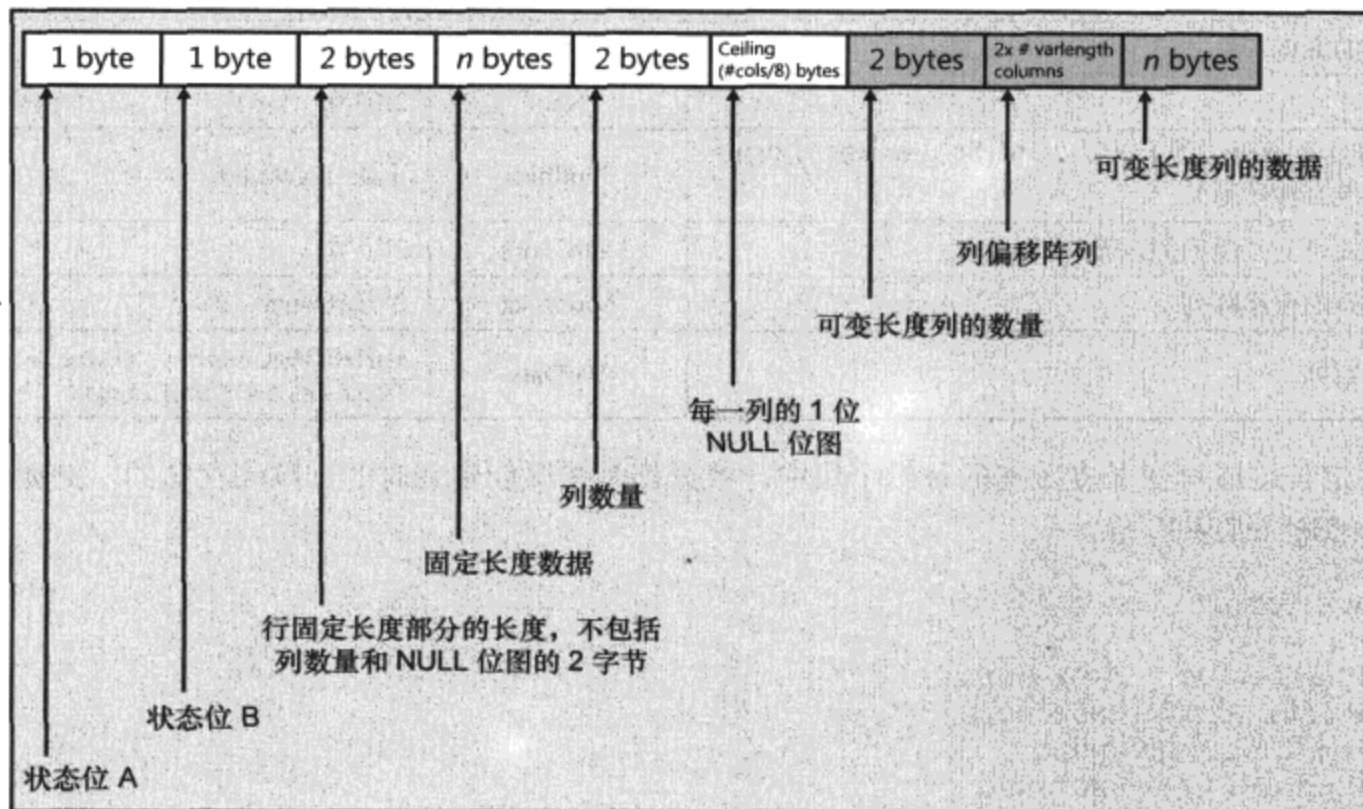 1 byte
1 byte
2 bytes
n bytes
2 bytes
Ceiling
(#cols/8) bytes
2 bytes
2x # varlength
columns
n bytes
可变长度列的数据
列偏移阵列
可变长度列的数量
每一列的 1 位
NULL 位图
列数量
固定长度数据
行固定长度部分的长度，不包括
列数量和 NULL 位图的 2 字节
状态位 B
状态位 A